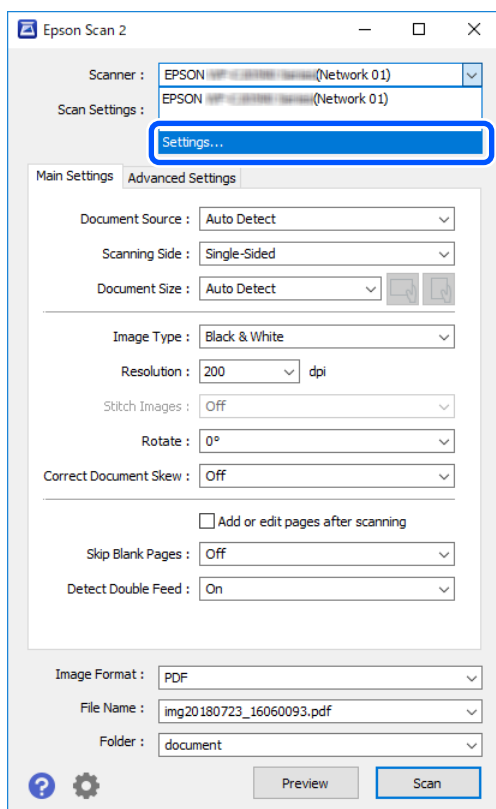 Epson Scan 2
Scanner : EPSON (Network 01)
EPSON (Network 01)
Scan Settings :
Settings...
Main Settings Advanced Settings
Document Source : Auto Detect
Scanning Side : Single-Sided
Document Size : Auto Detect
Image Type : Black & White
Resolution : 200 dpi
Stitch Images : Off
Rotate : 0°
Correct Document Skew : Off
Add or edit pages after scanning
Skip Blank Pages : Off
Detect Double Feed : On
Image Format : PDF
File Name : img20180723_16060093.pdf
Folder : document
? Preview Scan